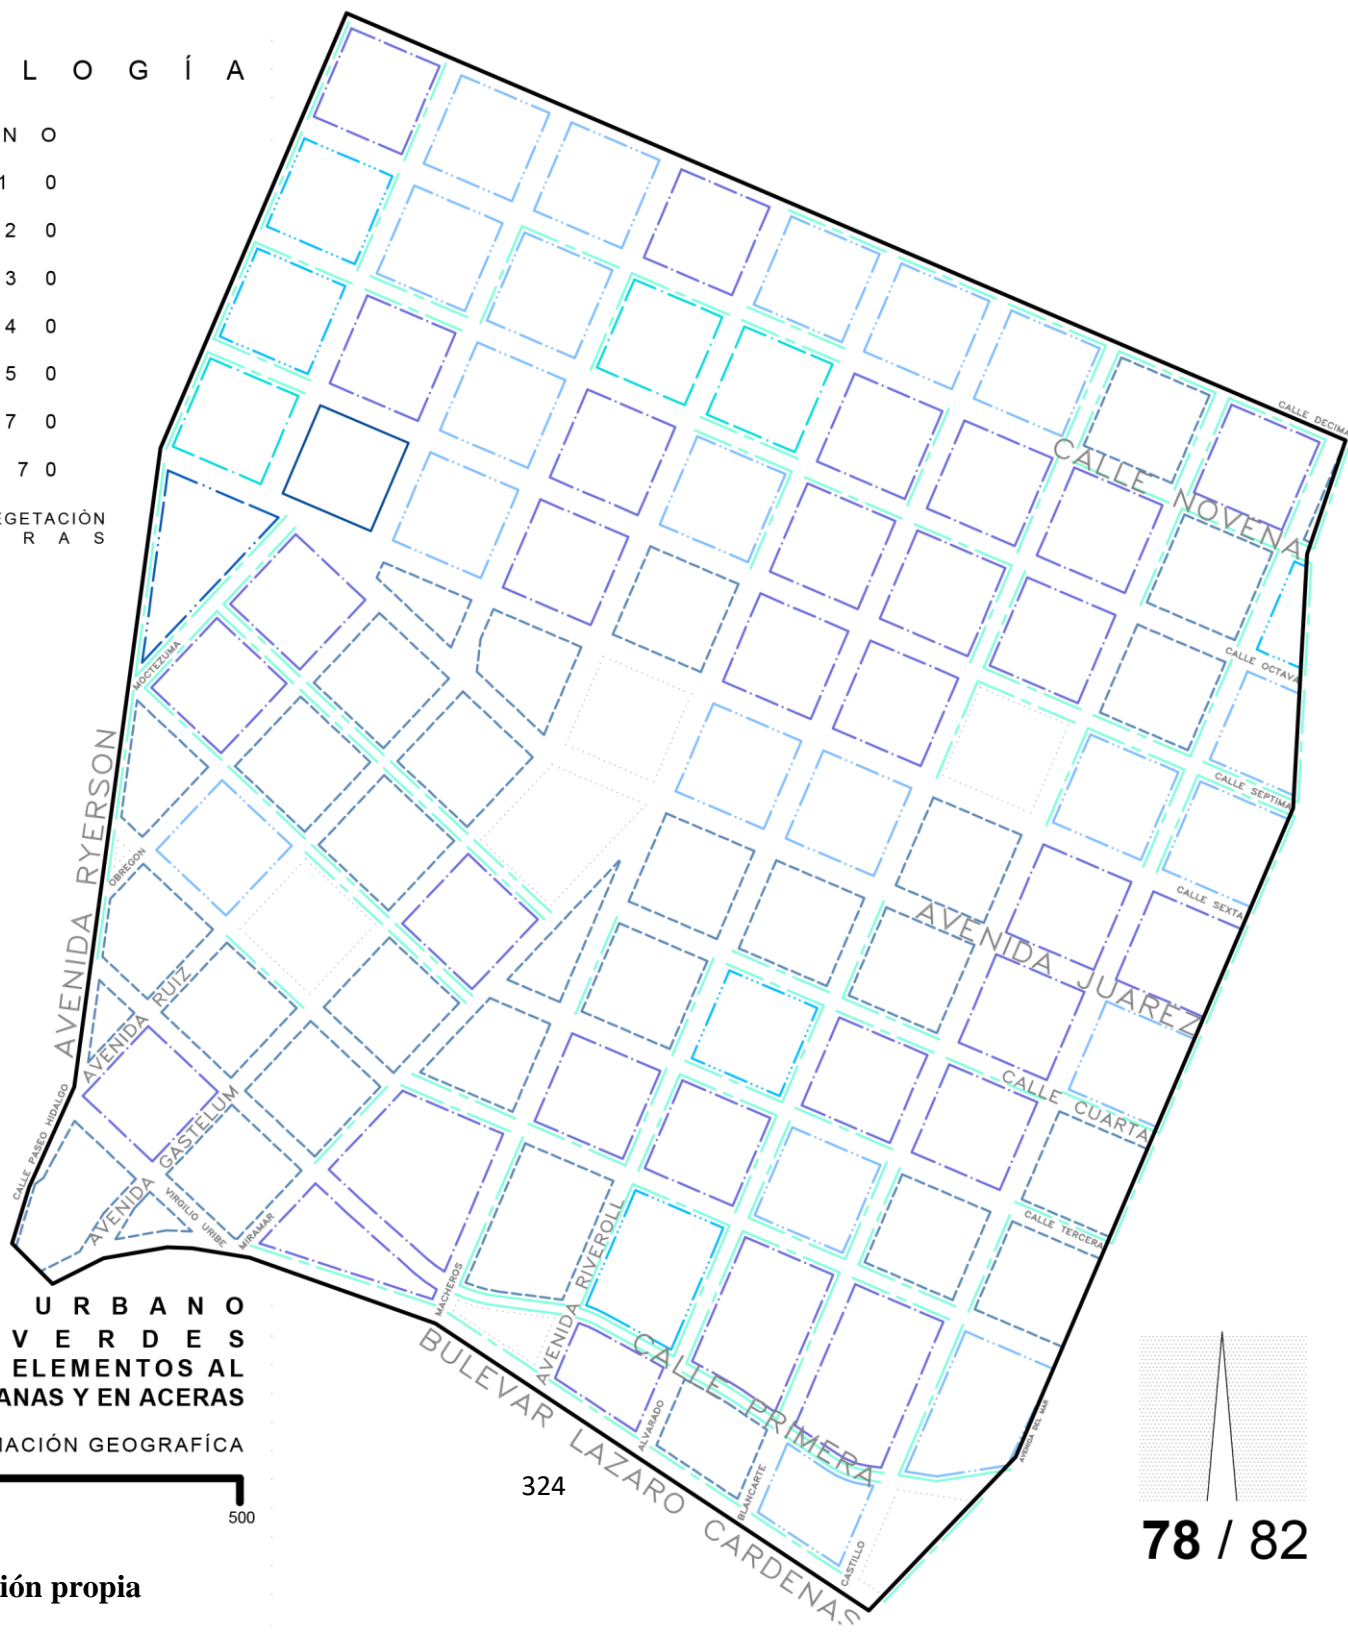 L O G Í A
N O
1 0
2 0
3 0
4 0
5 0
7 0
7 0
EGETACIÒN
R A S
CALLE DECIMA
CALLE NOVENA
CALLE OCTAVA
CALLE SEPTIMA
CALLE SEXTA
AVENIDA JUAREZ
CALLE CUARTA
CALLE TERCERA
MOCTEZUMA
AVENIDA RYERSON
OBREGON
AVENIDA RUIZ
CALLE PASEO HIDALGO
AVENIDA GASTELUM
VIRGILIO URIBE
MIRAMAR
MACHEROS
AVENIDA RIVEROLL
CALLE PRIMERA
BULEVAR LAZARO CARDENAS
ALVARADO
BLANCARTE
CASTILLO
AVENIDA DEL MAR
U R B A N O
V E R D E S
ELEMENTOS AL
ANAS Y EN ACERAS
MACIÓN GEOGRAFÍCA
500
324
78 / 82
ión propia